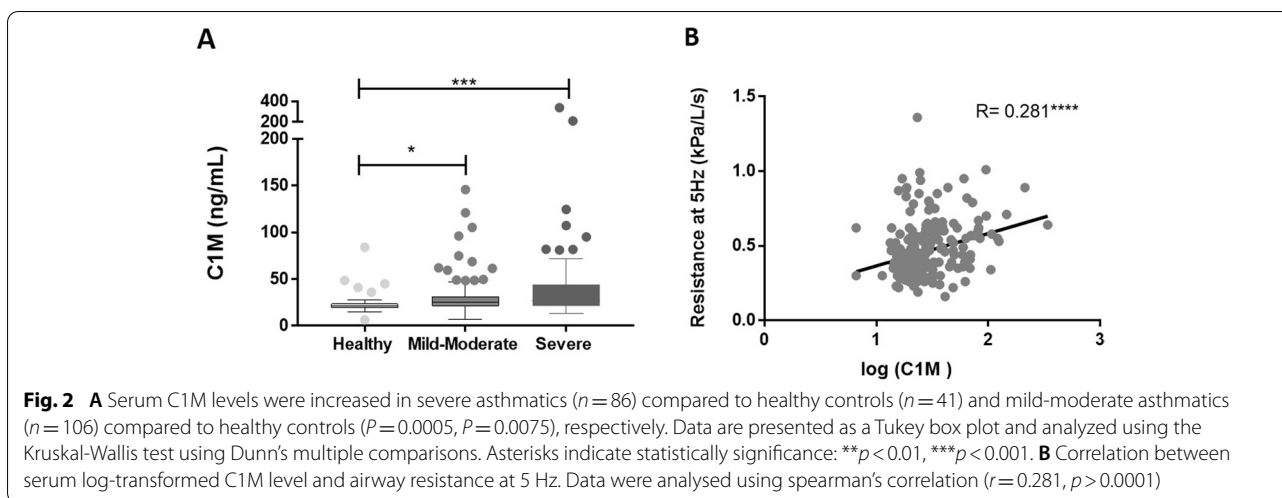 A
B
***
*
400
200
200
150
100
50
0
C1M (ng/mL)
Healthy Mild-Moderate Severe
R= 0.281****
1.5
1.0
0.5
0.0
Resistance at 5Hz (kPa/L/s)
0 1 2 3
log (C1M )
Fig. 2 A Serum C1M levels were increased in severe asthmatics (n = 86) compared to healthy controls (n = 41) and mild-moderate asthmatics
(n = 106) compared to healthy controls (P = 0.0005, P = 0.0075), respectively. Data are presented as a Tukey box plot and analyzed using the
Kruskal-Wallis test using Dunn's multiple comparisons. Asterisks indicate statistically significance: **p < 0.01, ***p < 0.001. B Correlation between
serum log-transformed C1M level and airway resistance at 5 Hz. Data were analysed using spearman's correlation (r = 0.281, p > 0.0001)